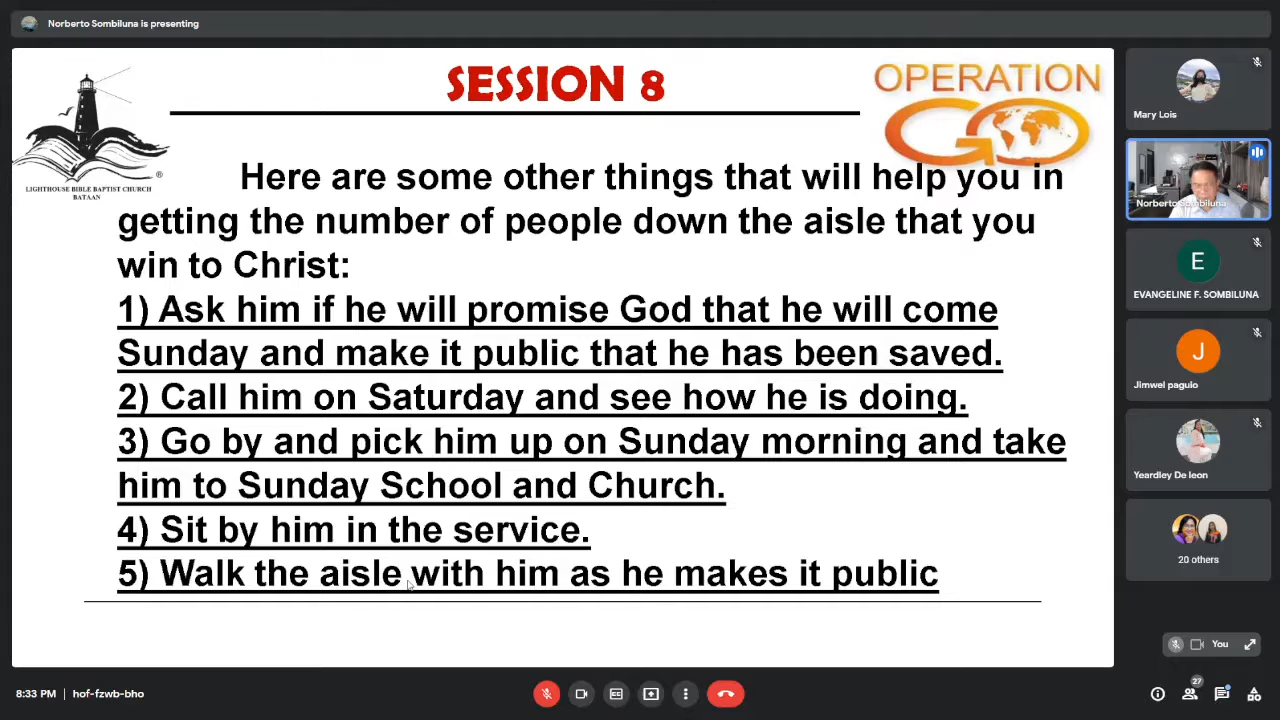 Norberto Sombiluna is presenting
SESSION 8
OPERATION
GO
LIGHTHOUSE BIBLE BAPTIST CHURCH
BATAAN
®
Here are some other things that will help you in
getting the number of people down the aisle that you
win to Christ:
1) Ask him if he will promise God that he will come
Sunday and make it public that he has been saved.
2) Call him on Saturday and see how he is doing.
3) Go by and pick him up on Sunday morning and take
him to Sunday School and Church.
4) Sit by him in the service.
5) Walk the aisle with him as he makes it public
Mary Lois
Norberto Sombiluna
E
EVANGELINE F. SOMBILUNA
J
Jimwel pagulo
Yeardley De leon
20 others
You
8:33 PM | hof-fzwb-bho
27